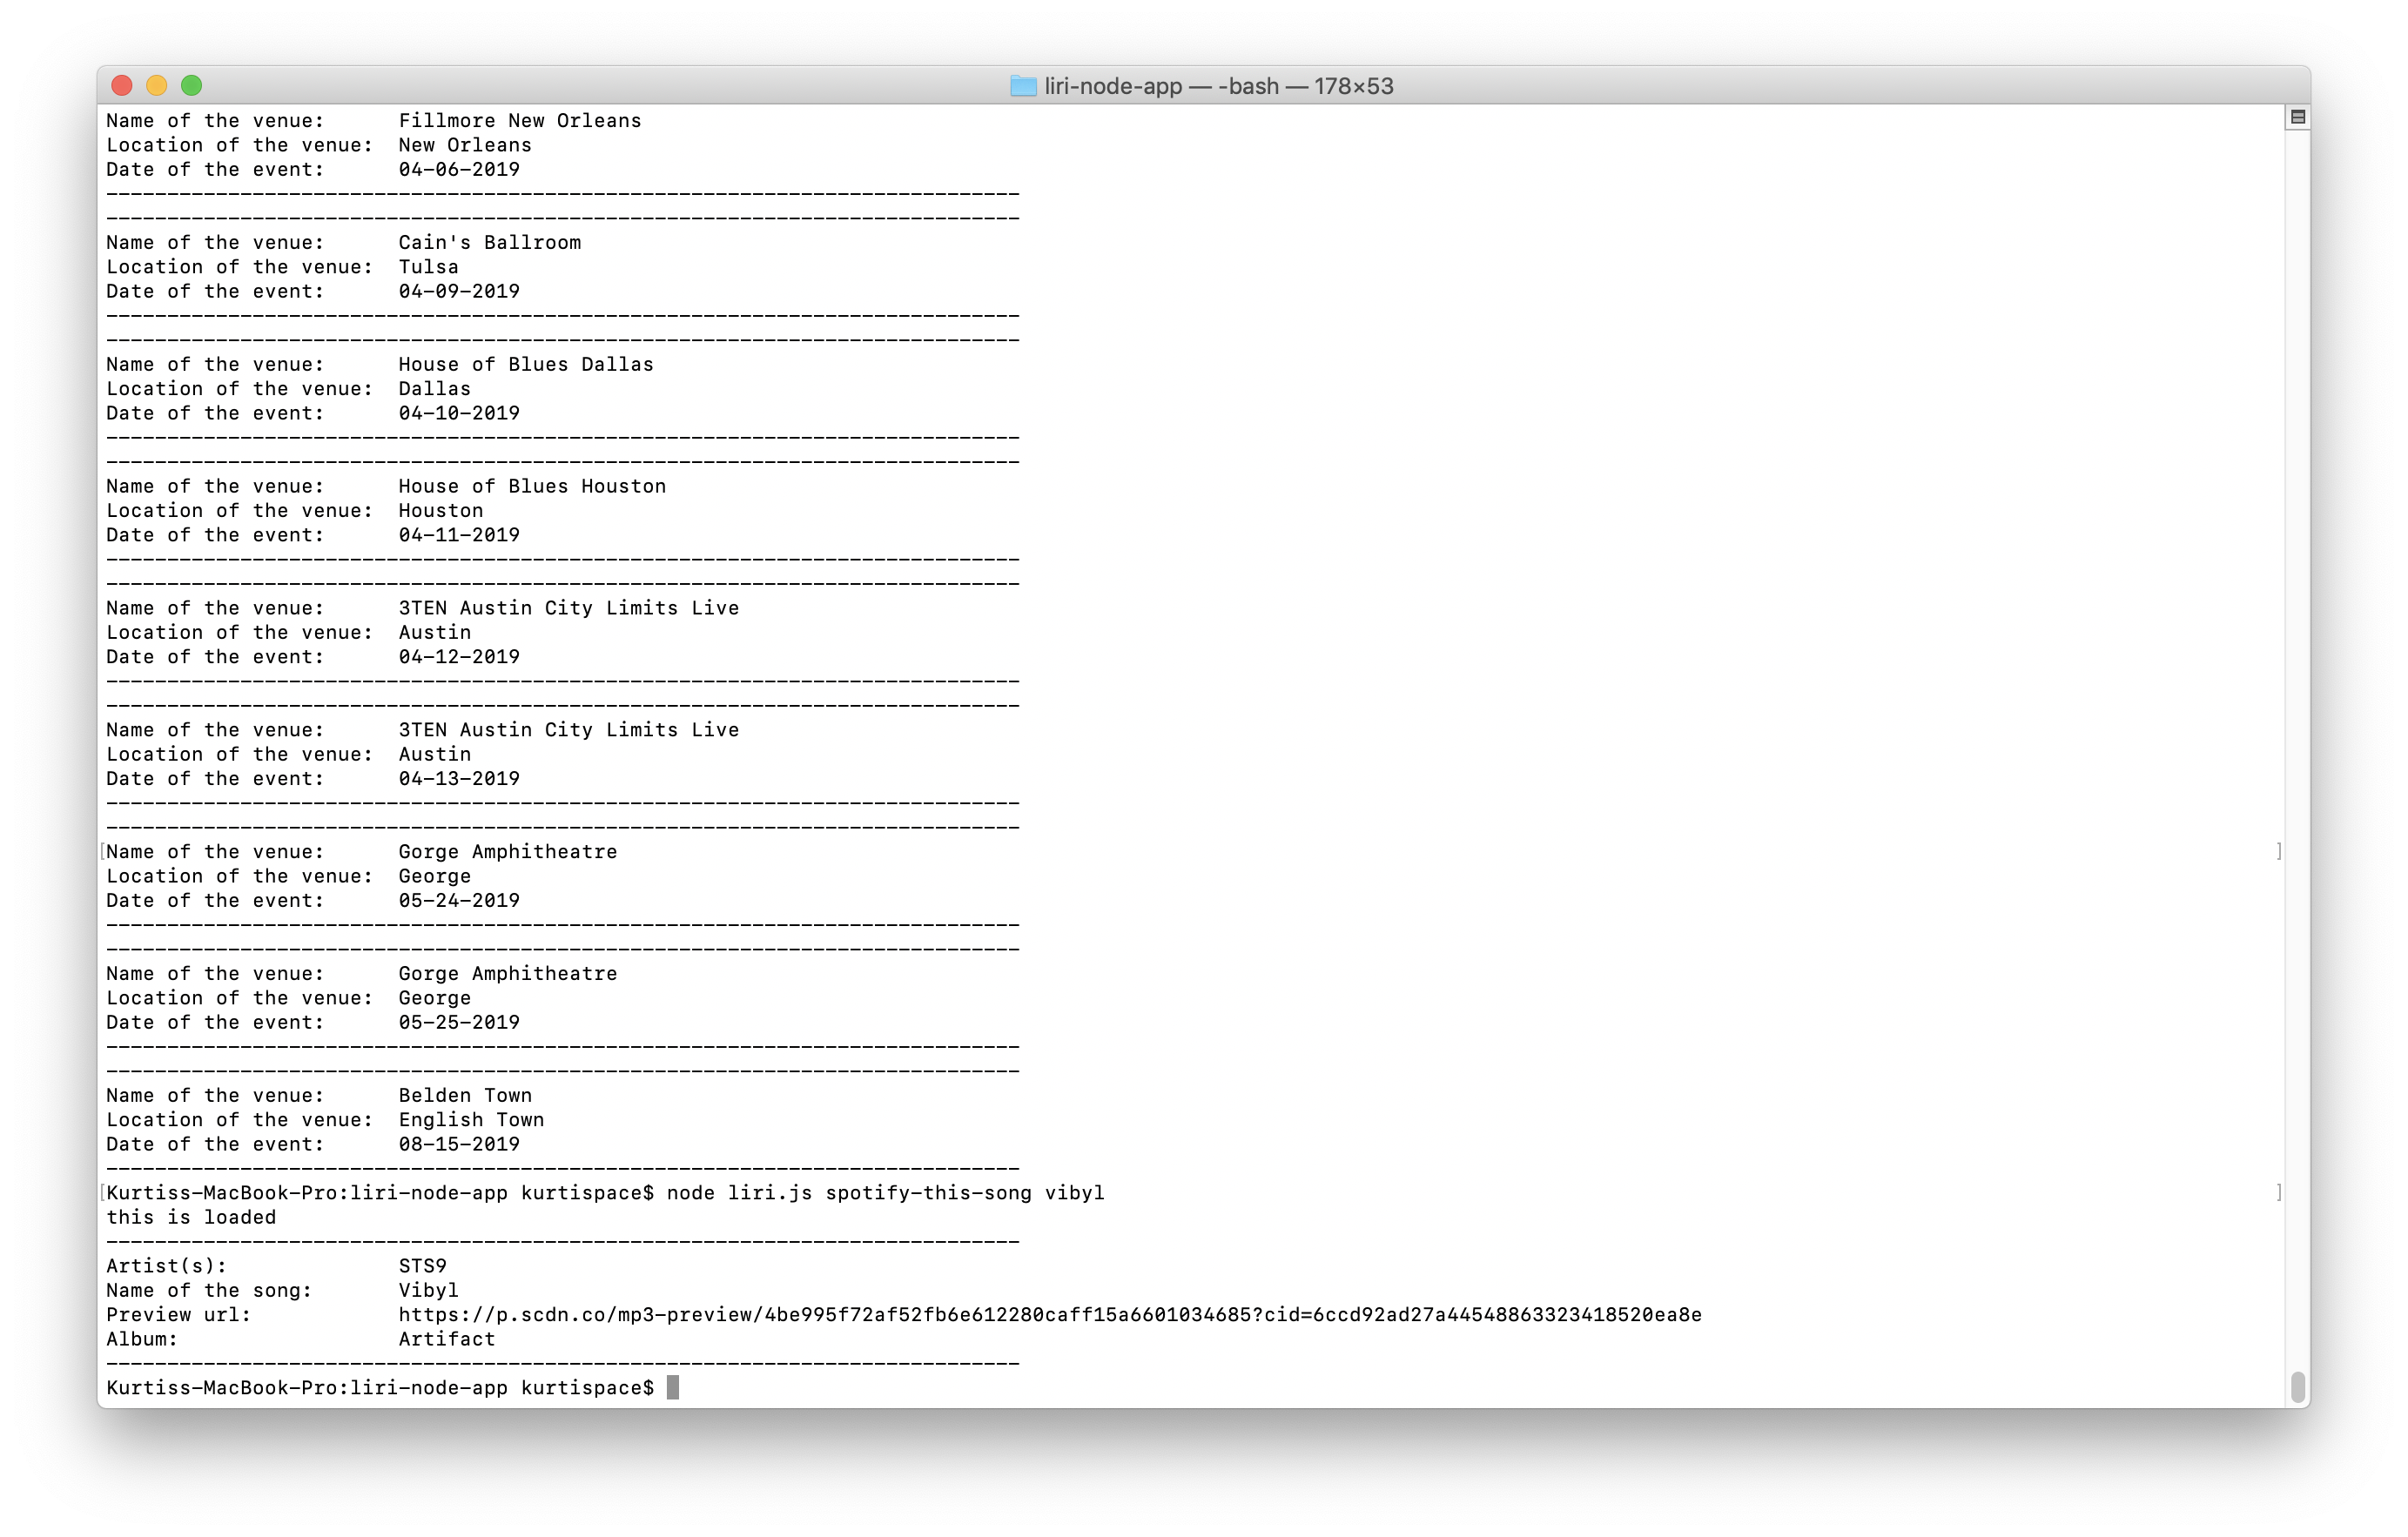 liri-node-app — -bash — 178×53
Name of the venue:      Fillmore New Orleans
Location of the venue:  New Orleans
Date of the event:      04-06-2019
---------------------------------------------------------------------------
---------------------------------------------------------------------------
Name of the venue:      Cain's Ballroom
Location of the venue:  Tulsa
Date of the event:      04-09-2019
---------------------------------------------------------------------------
---------------------------------------------------------------------------
Name of the venue:      House of Blues Dallas
Location of the venue:  Dallas
Date of the event:      04-10-2019
---------------------------------------------------------------------------
---------------------------------------------------------------------------
Name of the venue:      House of Blues Houston
Location of the venue:  Houston
Date of the event:      04-11-2019
---------------------------------------------------------------------------
---------------------------------------------------------------------------
Name of the venue:      3TEN Austin City Limits Live
Location of the venue:  Austin
Date of the event:      04-12-2019
---------------------------------------------------------------------------
---------------------------------------------------------------------------
Name of the venue:      3TEN Austin City Limits Live
Location of the venue:  Austin
Date of the event:      04-13-2019
---------------------------------------------------------------------------
---------------------------------------------------------------------------
[Name of the venue:      Gorge Amphitheatre ]
Location of the venue:  George
Date of the event:      05-24-2019
---------------------------------------------------------------------------
---------------------------------------------------------------------------
Name of the venue:      Gorge Amphitheatre
Location of the venue:  George
Date of the event:      05-25-2019
---------------------------------------------------------------------------
---------------------------------------------------------------------------
Name of the venue:      Belden Town
Location of the venue:  English Town
Date of the event:      08-15-2019
---------------------------------------------------------------------------
[Kurtiss-MacBook-Pro:liri-node-app kurtispace$ node liri.js spotify-this-song vibyl ]
this is loaded
---------------------------------------------------------------------------
Artist(s):              STS9
Name of the song:       Vibyl
Preview url:            https://p.scdn.co/mp3-preview/4be995f72af52fb6e612280caff15a6601034685?cid=6ccd92ad27a44548863323418520ea8e
Album:                  Artifact
---------------------------------------------------------------------------
Kurtiss-MacBook-Pro:liri-node-app kurtispace$